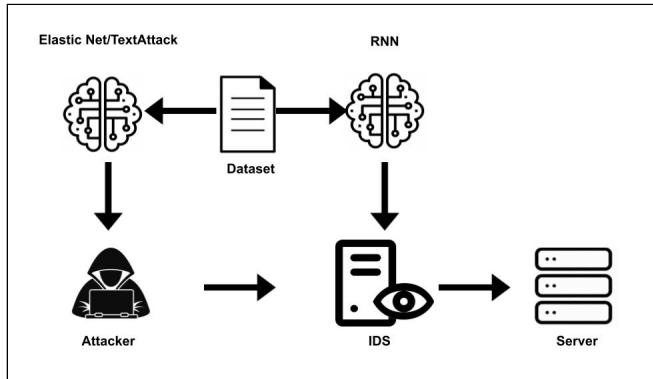 Elastic Net/TextAttack
RNN
Dataset
Attacker
IDS
Server